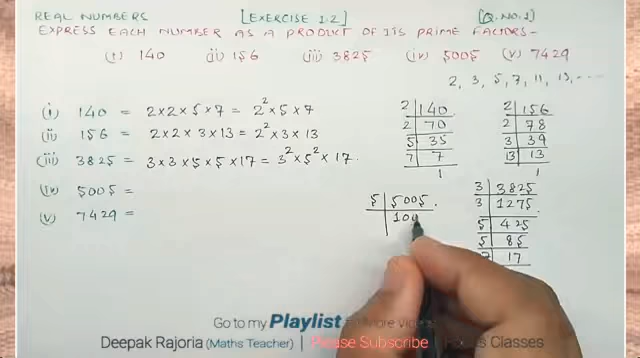 REAL NUMBERS [EXERCISE 1.2] [Q.NO.1]
EXPRESS EACH NUMBER AS A PRODUCT OF ITS PRIME FACTORS-
(i) 140 (ii) 156 (iii) 3825 (iv) 5005 (v) 7429
2, 3, 5, 7, 11, 13, ----
(i) 140 = 2×2×5×7 = 2²×5×7
(ii) 156 = 2×2×3×13 = 2²×3×13
(iii) 3825 = 3×3×5×5×17 = 3²×5²×17.
(iv) 5005 =
(v) 7429 =
2 140
2 70
5 35
7 7
1
2 156
2 78
3 39
13 13
1
5 5005.
100
3 3825
3 1275
5 425
5 85
17
Go to my Playlist for More videos
Deepak Rajoria (Maths Teacher) | Please Subscribe | Classes